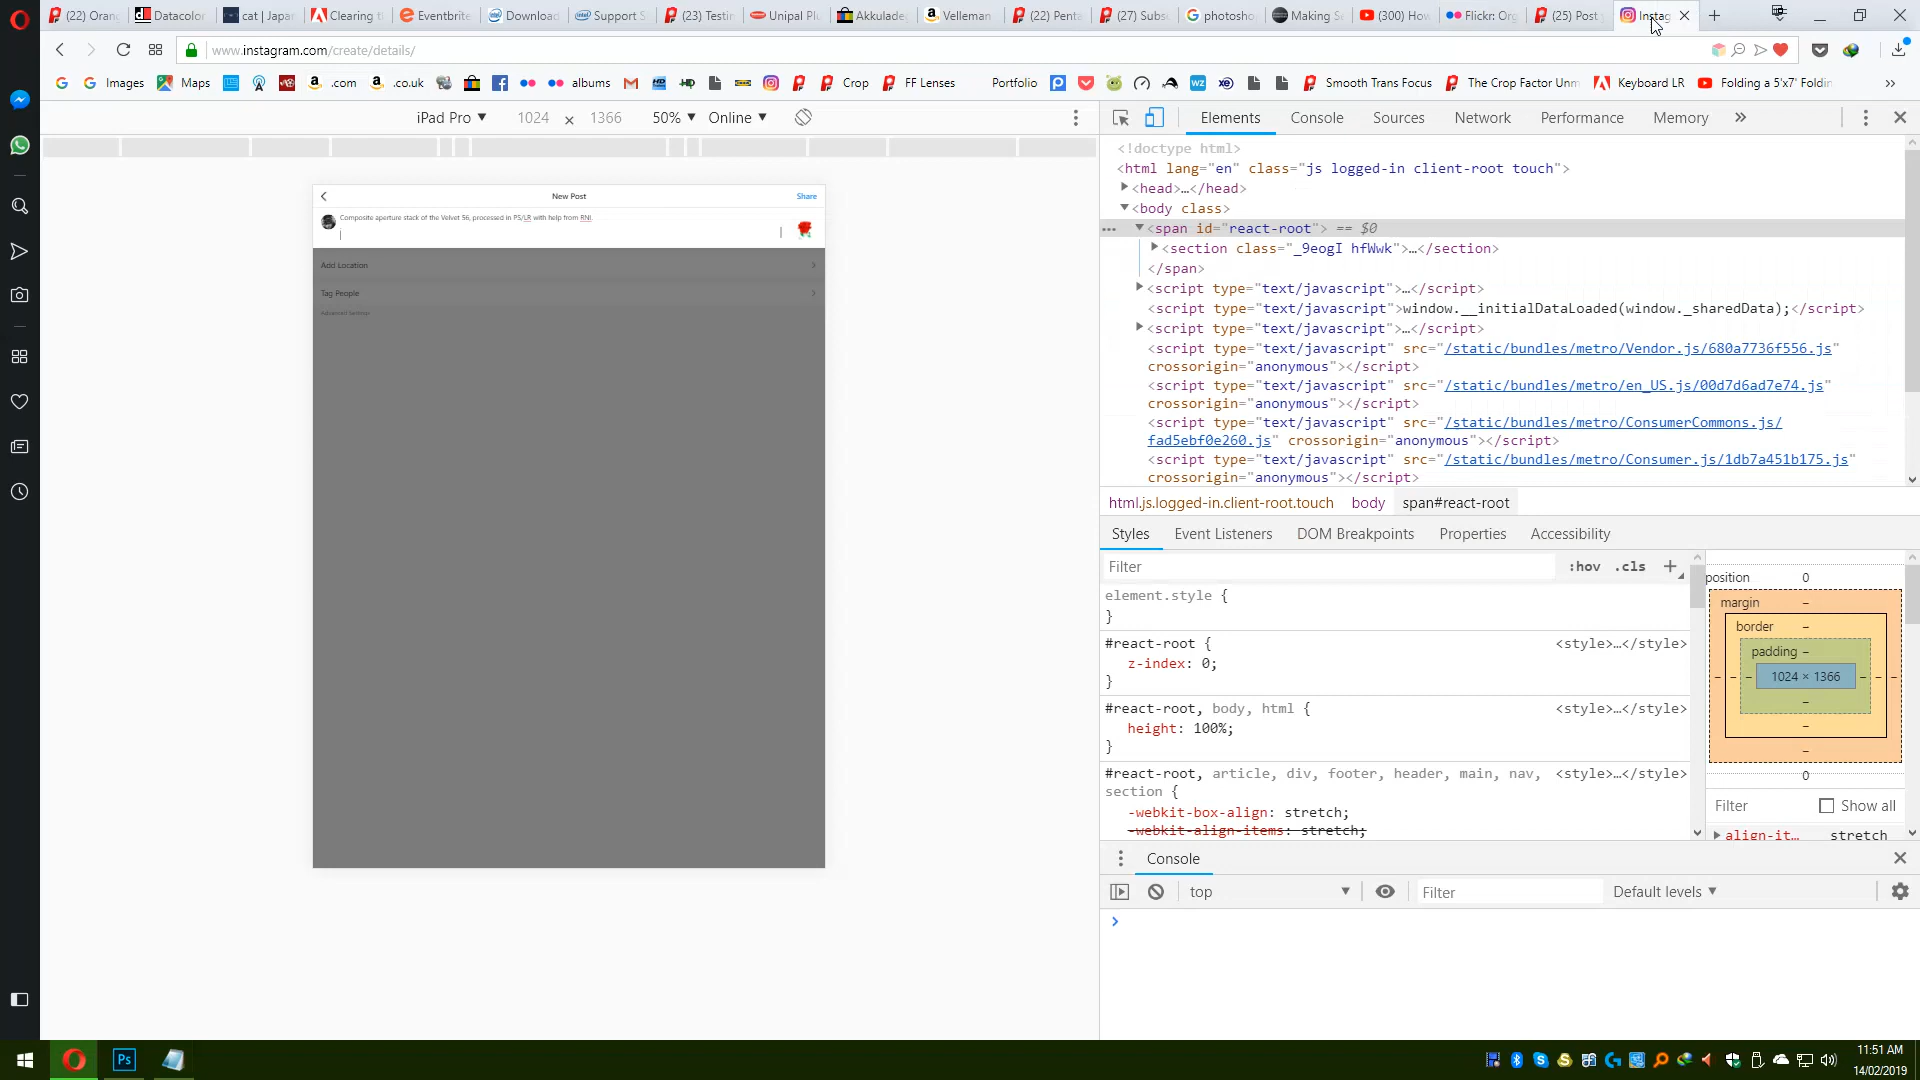 (22) Oranc
Datacolor
cat | Japan
Clearing t
Eventbrite
Download
Support S
(23) Testin
Unipal Plu
Akkulade
Velleman
(22) Penta
(27) Subs
photosho
Making Se
(300) How
Flickr: Org
(25) Post
Instag
www.instagram.com/create/details/
Images
Maps
.com
.co.uk
albums
Crop
FF Lenses
Portfolio
Smooth Trans Focus
The Crop Factor Unm
Keyboard LR
Folding a 5'x7' Foldin
iPad Pro ▼ 1024 × 1366 50% ▼ Online ▼
New Post
Share
Composite aperture stack of the Velvet 56, processed in PS/LR with help from RNI.
Add Location
Tag People
Advanced Settings
Elements Console Sources Network Performance Memory »
<!doctype html>
<html lang="en" class="js logged-in client-root touch">
<head>…</head>
<body class>
<span id="react-root"> == $0
<section class="_9eogI hfWwk">…</section>
</span>
<script type="text/javascript">…</script>
<script type="text/javascript">window.__initialDataLoaded(window._sharedData);</script>
<script type="text/javascript">…</script>
<script type="text/javascript" src="/static/bundles/metro/Vendor.js/680a7736f556.js"
crossorigin="anonymous"></script>
<script type="text/javascript" src="/static/bundles/metro/en_US.js/00d7d6ad7e74.js"
crossorigin="anonymous"></script>
<script type="text/javascript" src="/static/bundles/metro/ConsumerCommons.js/
fad5ebf0e260.js" crossorigin="anonymous"></script>
<script type="text/javascript" src="/static/bundles/metro/Consumer.js/1db7a451b175.js"
crossorigin="anonymous"></script>
html.js.logged-in.client-root.touch body span#react-root
Styles Event Listeners DOM Breakpoints Properties Accessibility
Filter :hov .cls +
element.style {
}
#react-root { <style>…</style>
z-index: 0;
}
#react-root, body, html { <style>…</style>
height: 100%;
}
#react-root, article, div, footer, header, main, nav, <style>…</style>
section {
-webkit-box-align: stretch;
-webkit-align-items: stretch;
position 0
margin –
border –
padding –
1024 × 1366
0
Filter Show all
align-it… stretch
Console
top ▼ Filter Default levels ▼
11:51 AM
14/02/2019
Ps